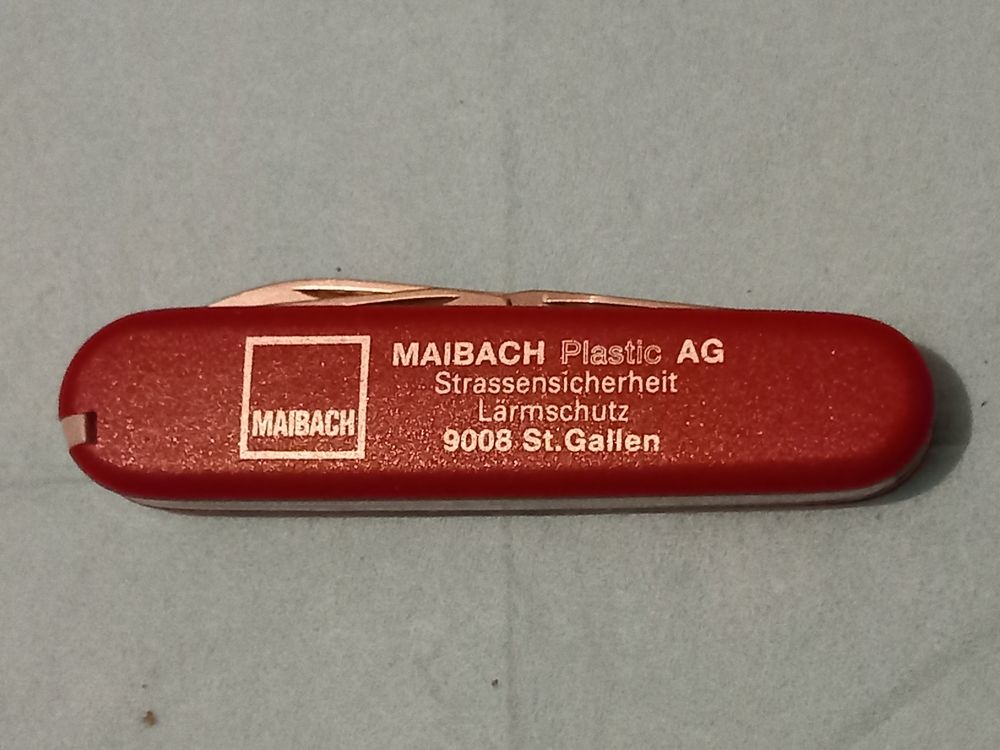 MAIBACH
MAIBACH Plastic AG
Strassensicherheit
Lärmschutz
9008 St.Gallen